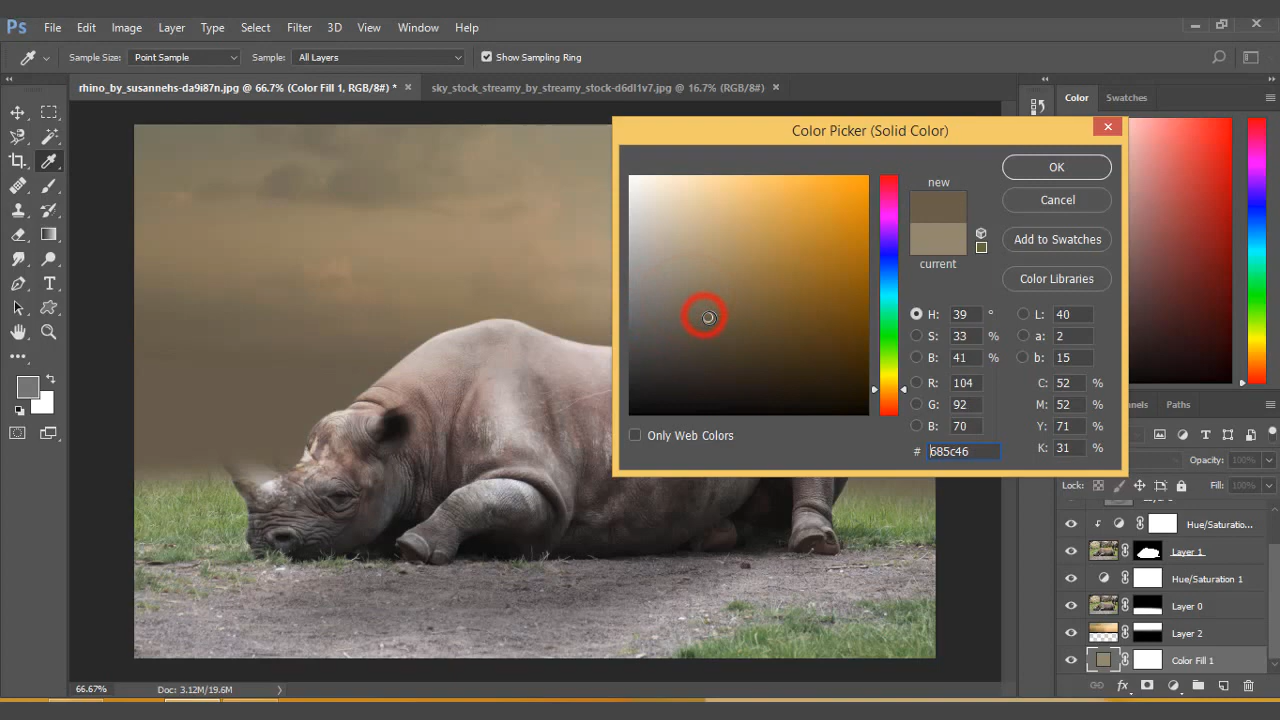 Ps File Edit Image Layer Type Select Filter 3D View Window Help
Sample Size: Point Sample Sample: All Layers Show Sampling Ring
rhino_by_susannehs-da9i87n.jpg @ 66.7% (Color Fill 1, RGB/8#) * × sky_stock_streamy_by_streamy_stock-d6dl1v7.jpg @ 16.7% (RGB/8#) ×
Color Swatches
Color Picker (Solid Color)
new
current
OK
Cancel
Add to Swatches
Color Libraries
H: 39 ° L: 40
S: 33 % a: 2
B: 41 % b: 15
R: 104 C: 52 %
G: 92 M: 52 %
B: 70 Y: 71 %
# 685c46 K: 31 %
Only Web Colors
Paths
Opacity: 100%
Lock: Fill: 100%
Hue/Saturatio...
Layer 1
Hue/Saturation 1
Layer 0
Layer 2
Color Fill 1
66.67% Doc: 3.12M/19.6M